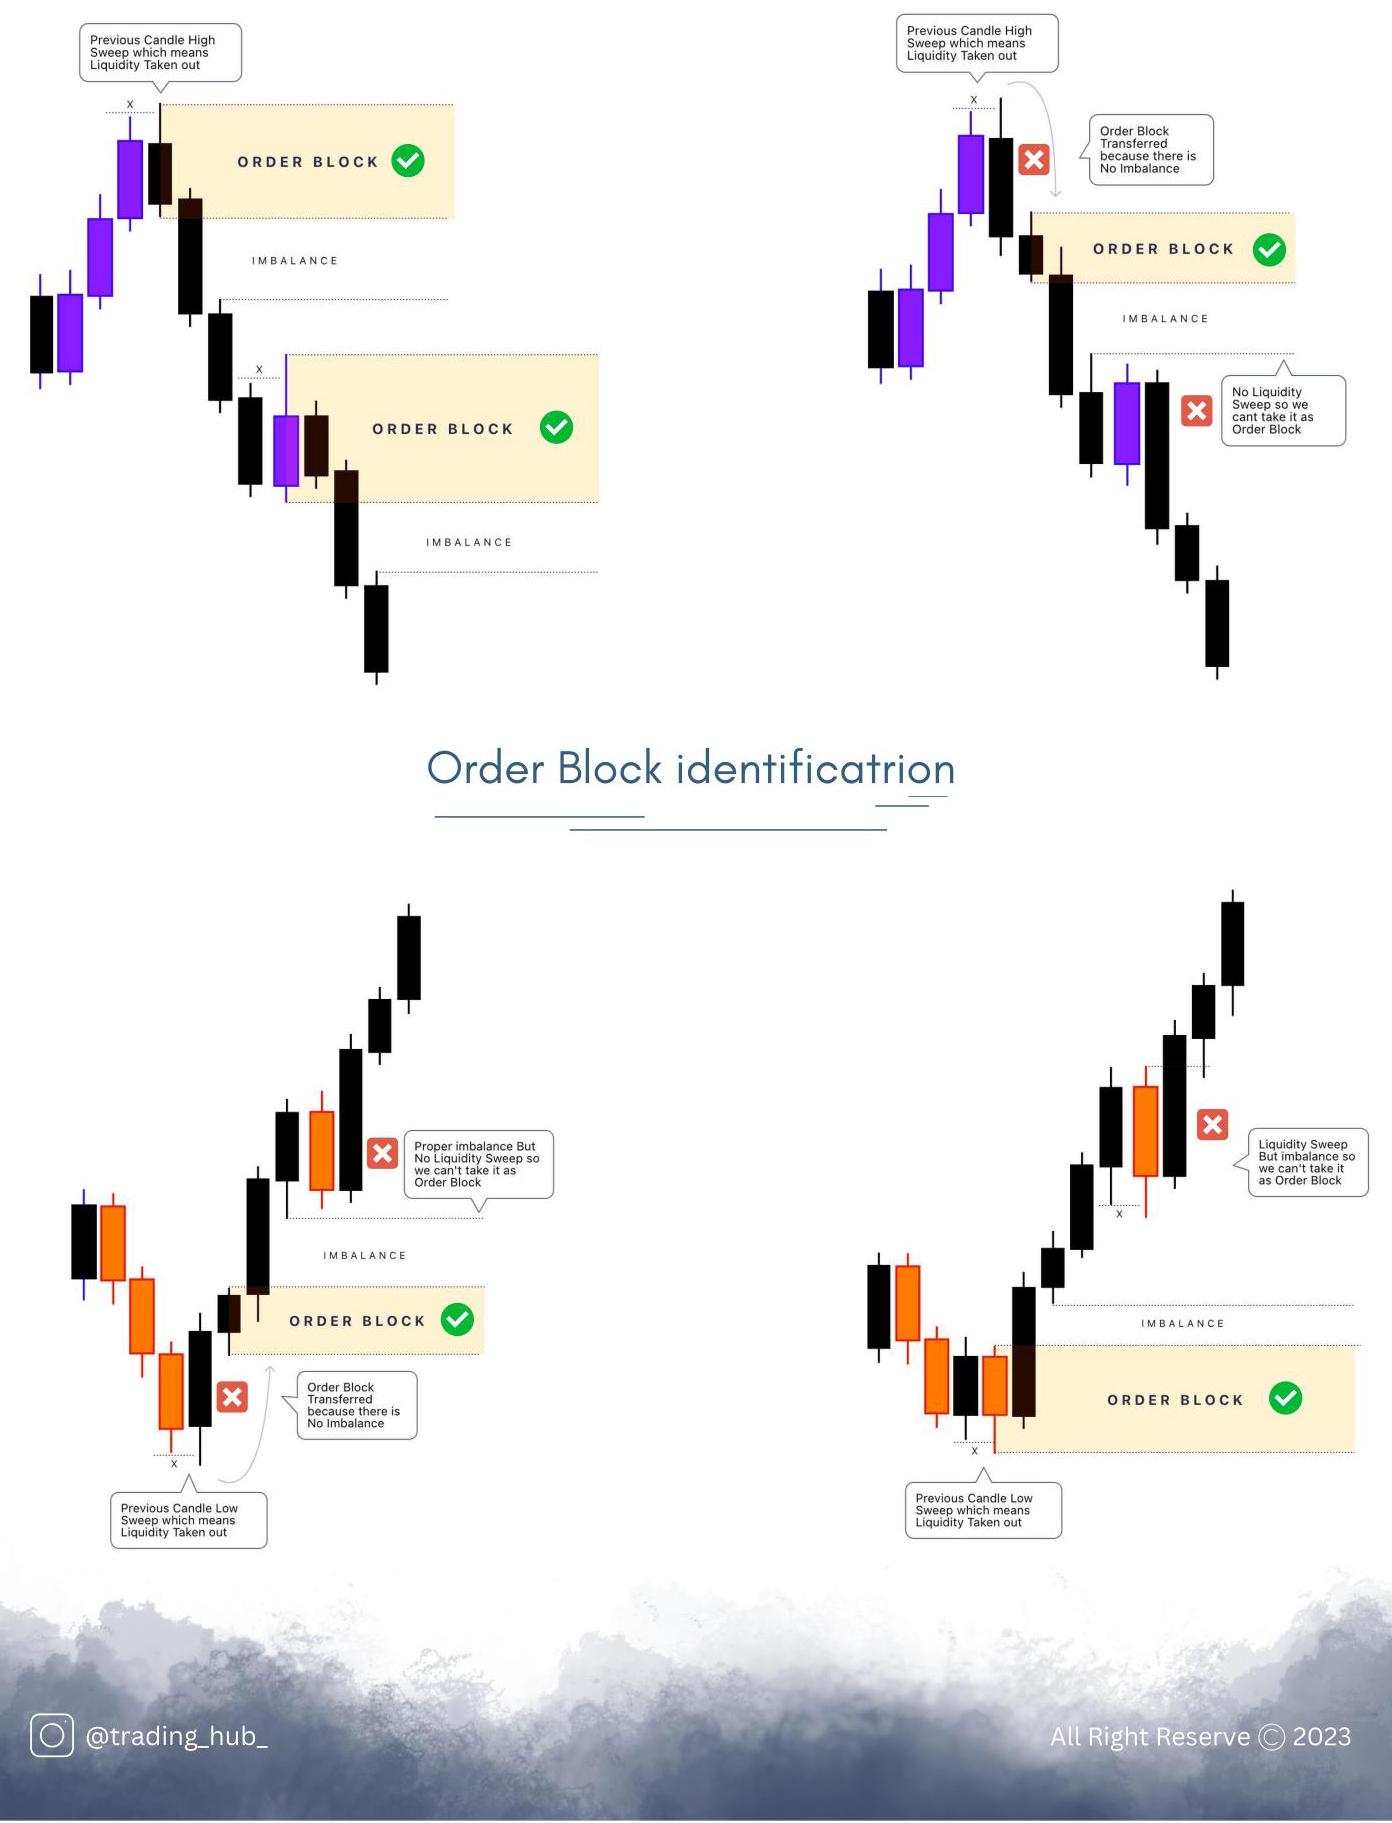 Previous Candle High
Sweep which means
Liquidity Taken out
X
ORDER BLOCK
IMBALANCE
X
ORDER BLOCK
IMBALANCE
Previous Candle High
Sweep which means
Liquidity Taken out
X
Order Block
Transferred
because there is
No Imbalance
ORDER BLOCK
IMBALANCE
No Liquidity
Sweep so we
cant take it as
Order Block
Order Block identificatrion
Proper imbalance But
No Liquidity Sweep so
we can't take it as
Order Block
IMBALANCE
ORDER BLOCK
Order Block
Transferred
because there is
No Imbalance
X
Previous Candle Low
Sweep which means
Liquidity Taken out
Liquidity Sweep
But imbalance so
we can't take it
as Order Block
X
IMBALANCE
ORDER BLOCK
X
Previous Candle Low
Sweep which means
Liquidity Taken out
@trading_hub_
All Right Reserve © 2023